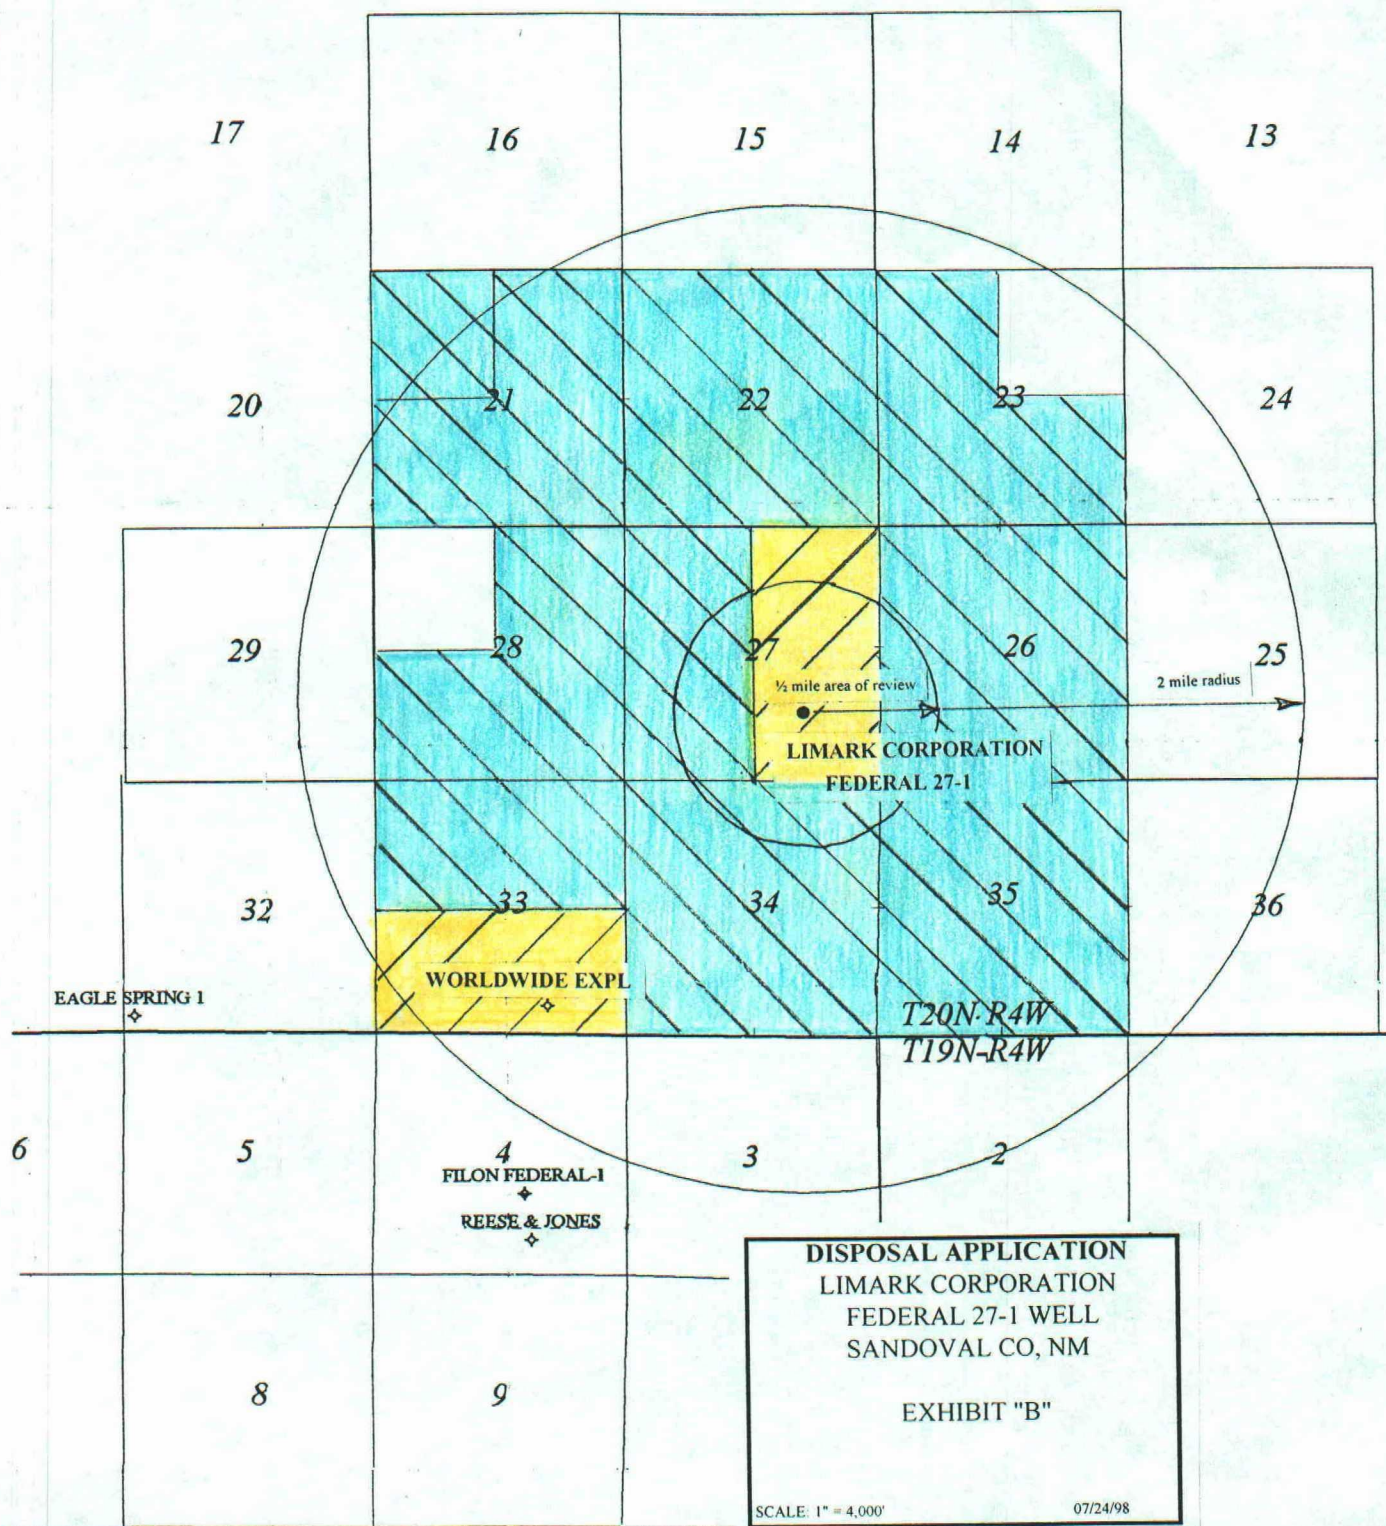 17 16 15 14 13
20 21 22 23 24
29 28 27 26 25
½ mile area of review
2 mile radius
LIMARK CORPORATION
FEDERAL 27-1
32 33 34 35 36
WORLDWIDE EXPL
EAGLE SPRING 1
T20N-R4W
T19N-R4W
6 5 4 3 2
FILON FEDERAL-1
REESE & JONES
8 9
DISPOSAL APPLICATION
LIMARK CORPORATION
FEDERAL 27-1 WELL
SANDOVAL CO, NM
EXHIBIT "B"
SCALE: 1" = 4,000' 07/24/98